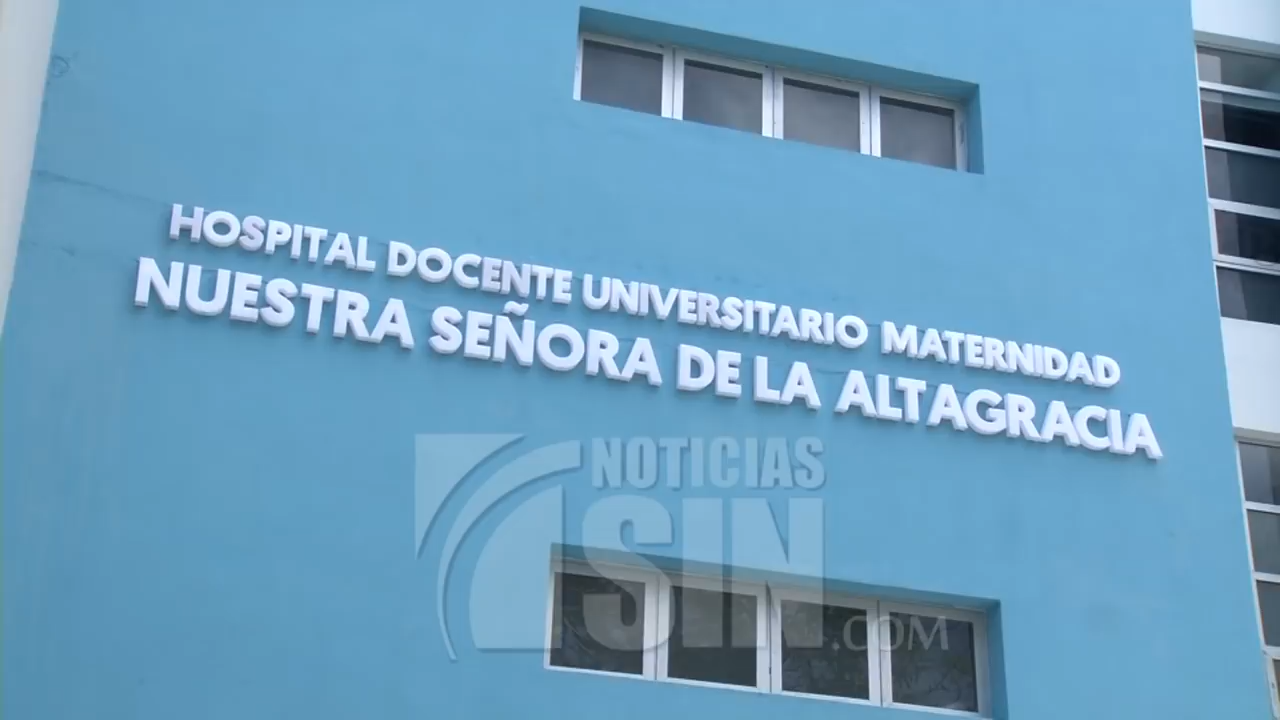 HOSPITAL DOCENTE UNIVERSITARIO MATERNIDAD
NUESTRA SEÑORA DE LA ALTAGRACIA
NOTICIAS
SIN
.COM